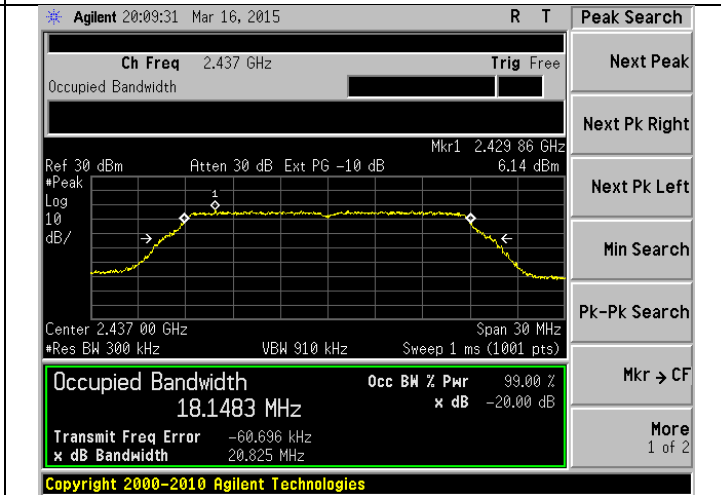 Agilent 20:09:31 Mar 16, 2015 R T
Peak Search
Ch Freq 2.437 GHz Trig Free
Occupied Bandwidth
Next Peak
Next Pk Right
Next Pk Left
Min Search
Pk-Pk Search
Mkr → CF
More
1 of 2
Mkr1 2.429 86 GHz
Ref 30 dBm Atten 30 dB Ext PG -10 dB 6.14 dBm
#Peak
Log
10
dB/
1
Center 2.437 00 GHz Span 30 MHz
#Res BW 300 kHz VBW 910 kHz Sweep 1 ms (1001 pts)
Occupied Bandwidth Occ BW % Pwr 99.00 %
18.1483 MHz x dB -20.00 dB
Transmit Freq Error -60.696 kHz
x dB Bandwidth 20.825 MHz
Copyright 2000-2010 Agilent Technologies